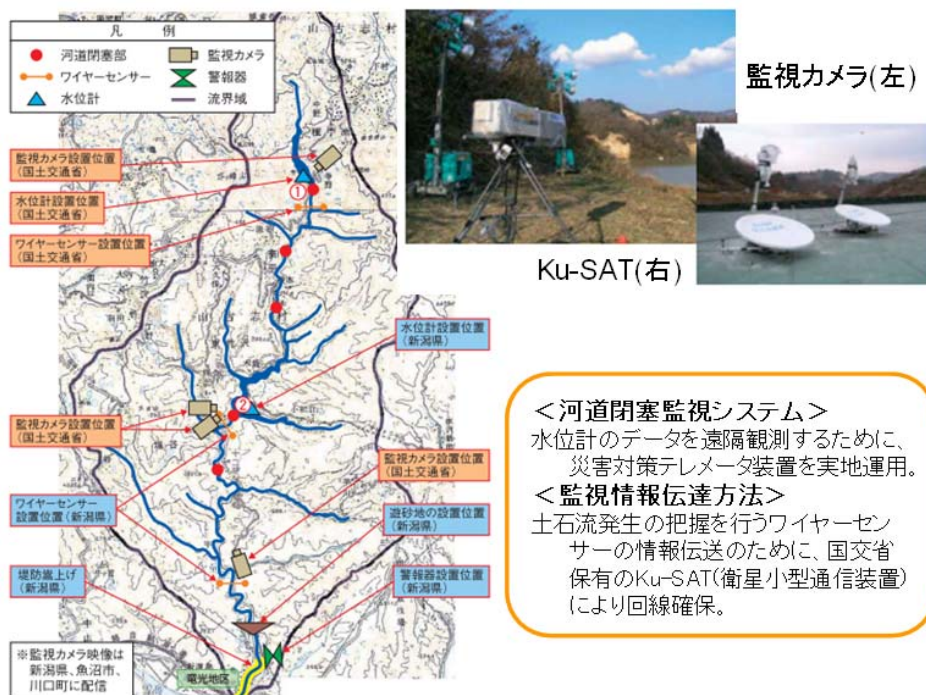 凡 例
河道閉塞部
監視カメラ
ワイヤーセンサー
警報器
水位計
流界域
山古志村
監視カメラ設置位置
(国土交通省)
水位計設置位置
(国土交通省)
ワイヤーセンサー設置位置
(国土交通省)
①
水位計設置位置
(新潟県)
②
監視カメラ設置位置
(国土交通省)
監視カメラ設置位置
(国土交通省)
ワイヤーセンサー
設置位置(新潟県)
遊砂地の設置位置
(新潟県)
堤防嵩上げ
(新潟県)
警報器設置位置
(新潟県)
※監視カメラ映像は
新潟県、魚沼市、
川口町に配信
竜光地区
監視カメラ(左)
Ku-SAT(右)
＜河道閉塞監視システム＞
水位計のデータを遠隔観測するために、
災害対策テレメータ装置を実地運用。
＜監視情報伝達方法＞
土石流発生の把握を行うワイヤーセン
サーの情報伝送のために、国交省
保有のKu-SAT(衛星小型通信装置)
により回線確保。